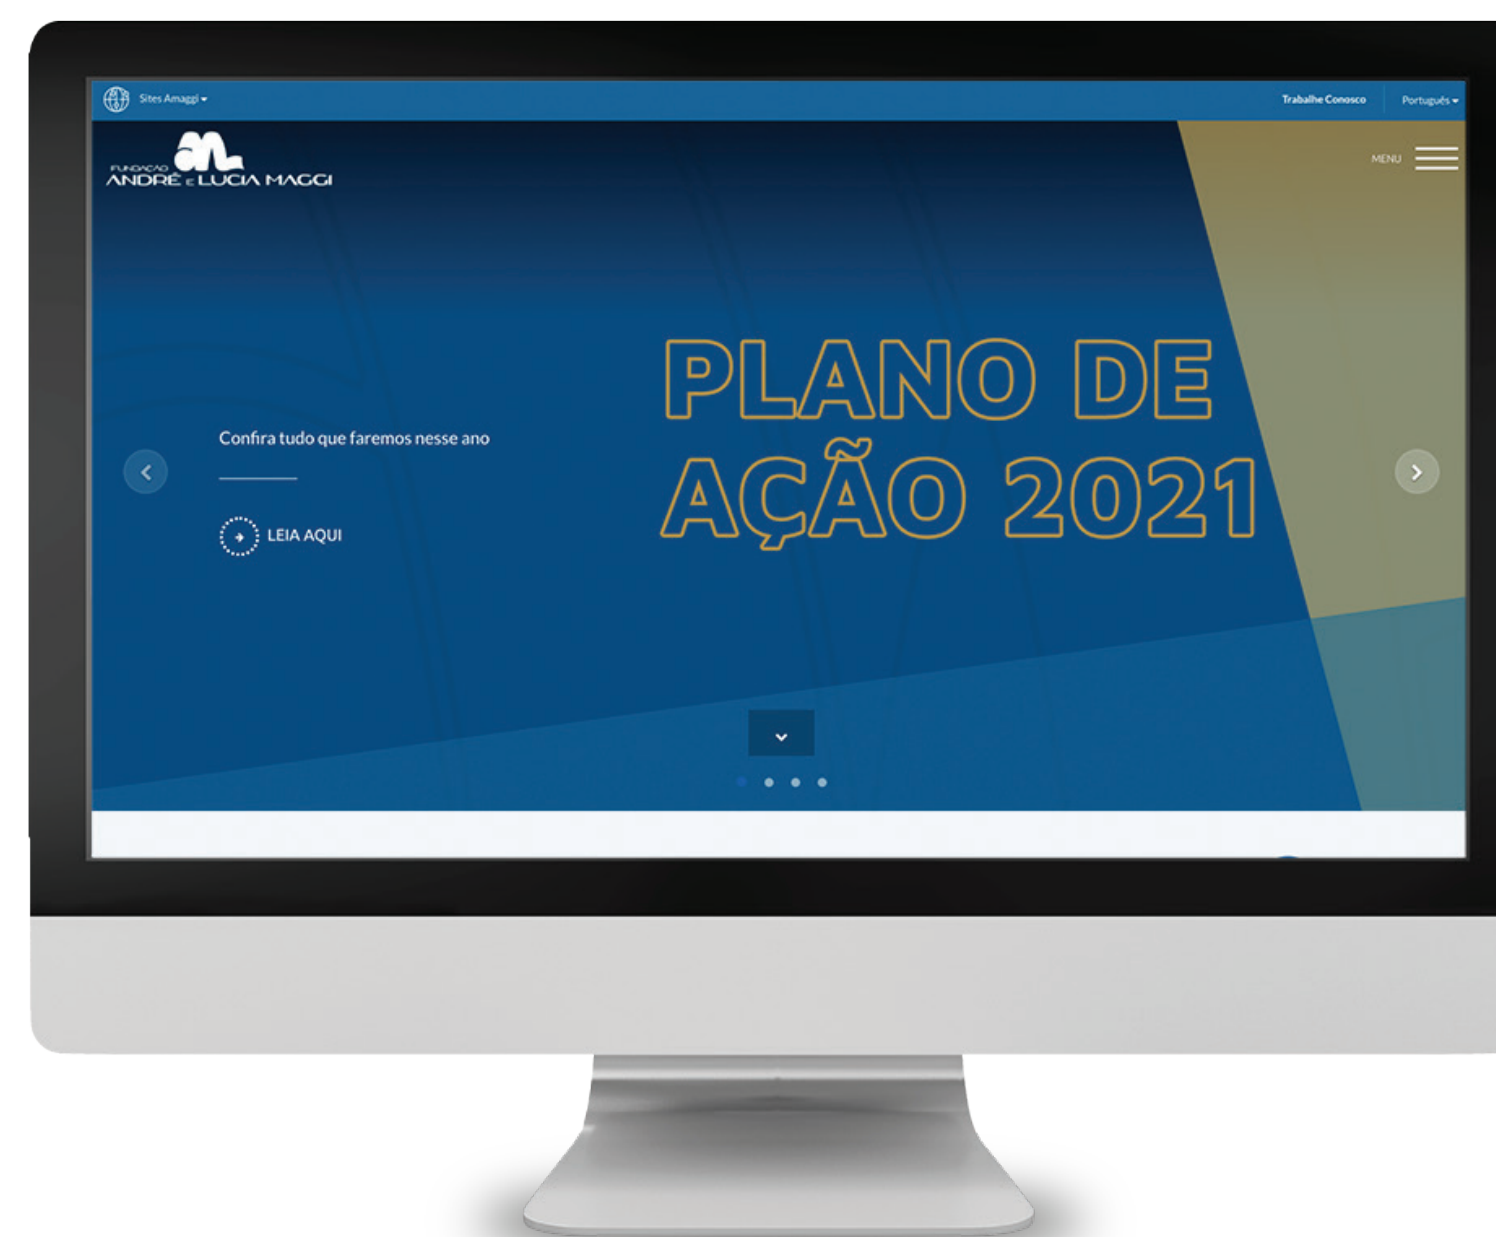 Sites Amaggi
Trabalhe Conosco
Português
FUNDAÇÃO
ANDRÉ E LUCIA MAGGI
MENU
PLANO DE
AÇÃO 2021
Confira tudo que faremos nesse ano
LEIA AQUI